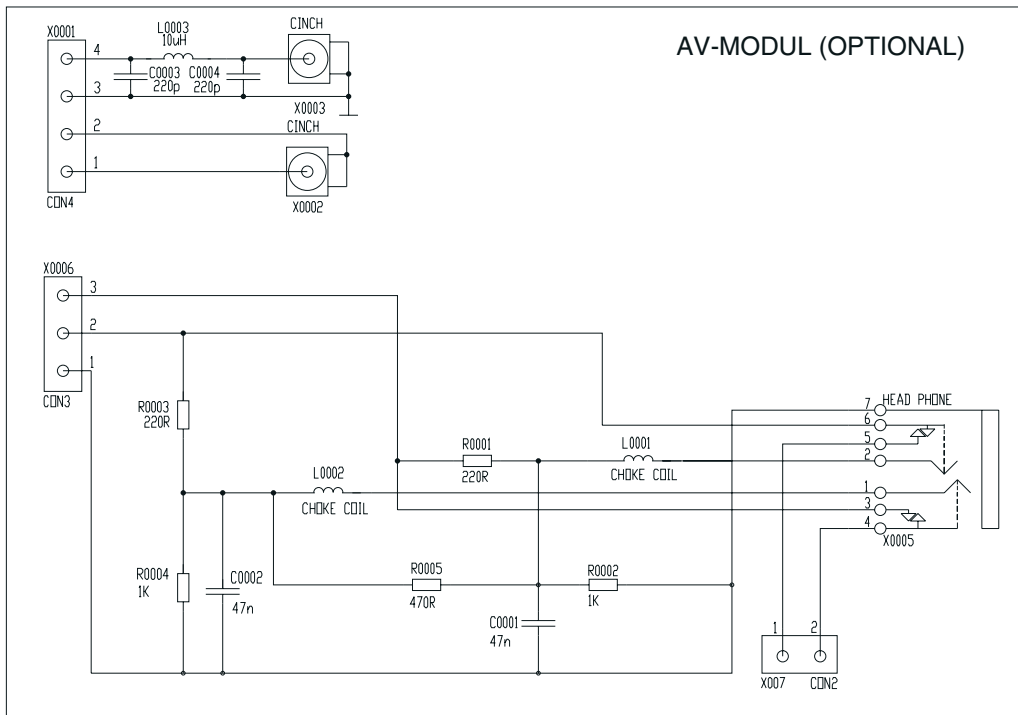 AV-MODUL (OPTIONAL)
X0001
L0003
10uH
CINCH
4
C0003
220p
C0004
220p
3
X0003
2
CINCH
1
X0002
CON4
X0006
3
2
1
CON3
R0003
220R
7
HEAD PHONE
6
5
2
R0001
220R
L0001
CHOKE COIL
L0002
CHOKE COIL
1
3
4
X0005
R0004
1K
C0002
47n
R0005
470R
R0002
1K
C0001
47n
1
2
X007
CON2